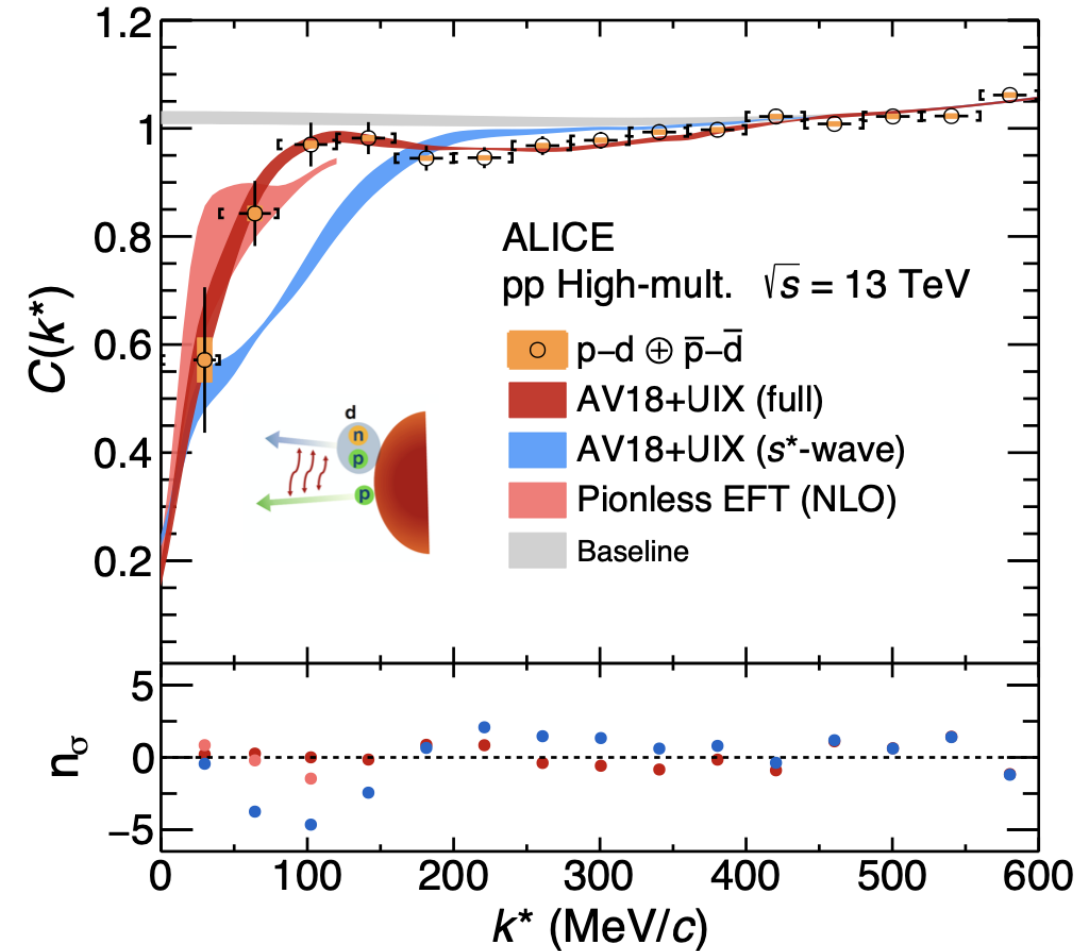 1.2
1
0.8
0.6
0.4
0.2
C(k*)
ALICE
pp High-mult. √s = 13 TeV
p–d ⊕ p̅–d̅
AV18+UIX (full)
AV18+UIX (s*-wave)
Pionless EFT (NLO)
Baseline
d
n
p
p
5
0
−5
nσ
0 100 200 300 400 500 600
k* (MeV/c)